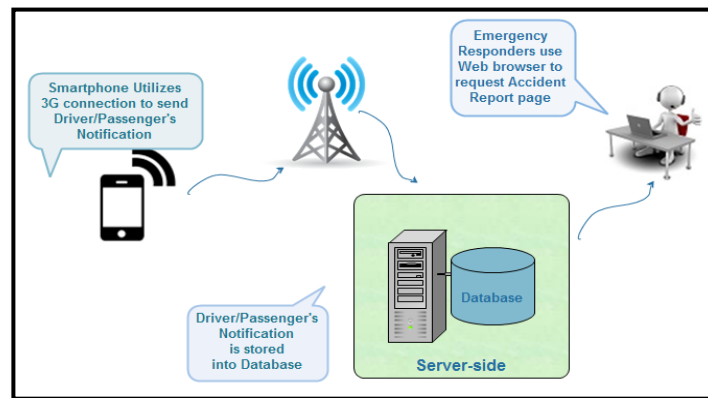 Smartphone Utilizes
3G connection to send
Driver/Passenger's
Notification
Emergency
Responders use
Web browser to
request Accident
Report page
Driver/Passenger's
Notification
is stored
into Database
Database
Server-side